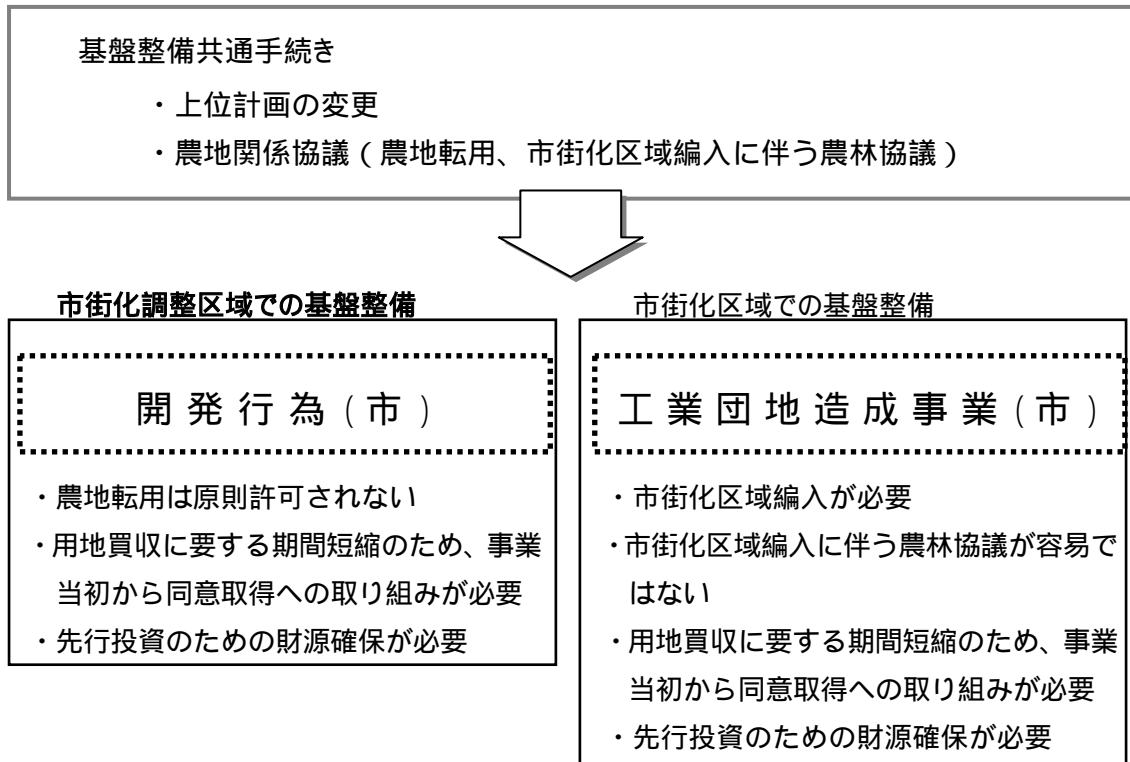 基盤整備共通手続き
・上位計画の変更
・農地関係協議(農地転用、市街化区域編入に伴う農林協議)
市街化調整区域での基盤整備
開発行為(市)
・農地転用は原則許可されない
・用地買収に要する期間短縮のため、事業
当初から同意取得への取り組みが必要
・先行投資のための財源確保が必要
市街化区域での基盤整備
工業団地造成事業(市)
・市街化区域編入が必要
・市街化区域編入に伴う農林協議が容易で
はない
・用地買収に要する期間短縮のため、事業
当初から同意取得への取り組みが必要
・先行投資のための財源確保が必要